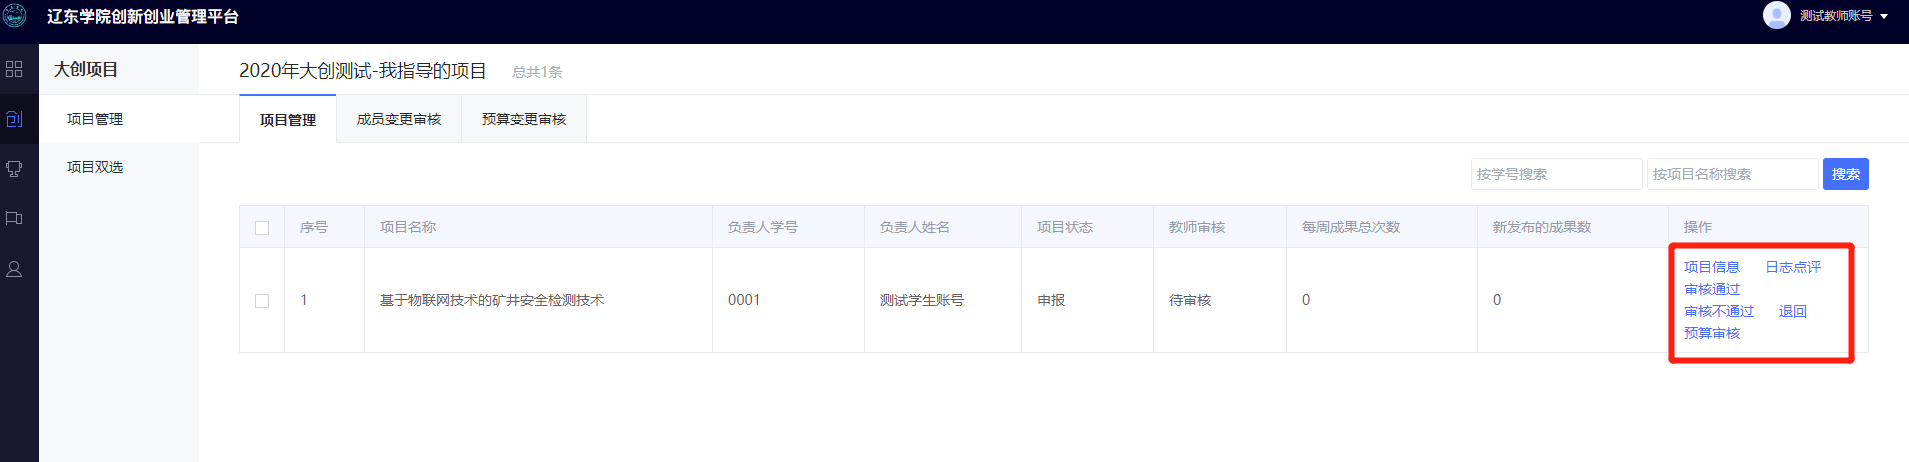 辽东学院创新创业管理平台
测试教师账号
大创项目
2020年大创测试-我指导的项目 总共1条
项目管理
项目管理 成员变更审核 预算变更审核
项目双选
按学号搜索 按项目名称搜索 搜索
序号 项目名称 负责人学号 负责人姓名 项目状态 教师审核 每周成果总次数 新发布的成果数 操作
1 基于物联网技术的矿井安全检测技术 0001 测试学生账号 申报 待审核 0 0
项目信息 日志点评
审核通过
审核不通过 退回
预算审核